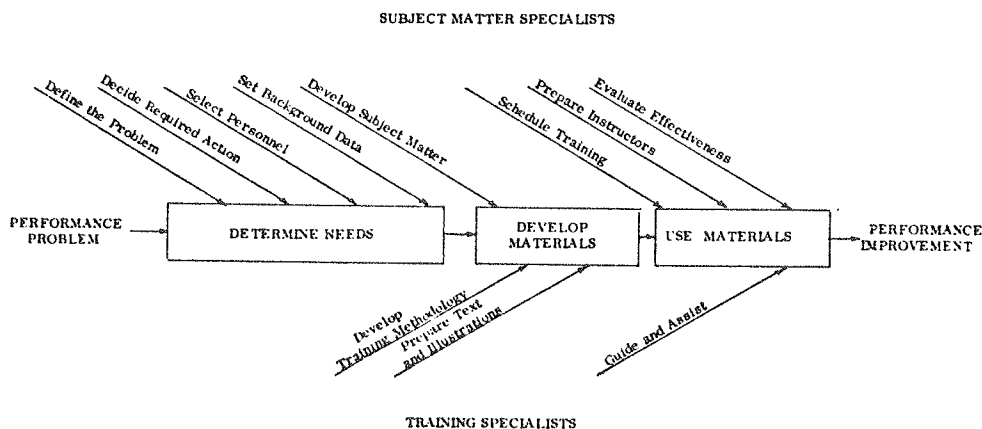 SUBJECT MATTER SPECIALISTS
Define the Problem
Decide Required Action
Select Personnel
Set Background Data
Develop Subject Matter
Schedule Training
Prepare Instructors
Evaluate Effectiveness
PERFORMANCE
PROBLEM
DETERMINE NEEDS
DEVELOP
MATERIALS
USE MATERIALS
PERFORMANCE
IMPROVEMENT
Develop
Training Methodology
Prepare Text
and Illustrations
Guide and Assist
TRAINING SPECIALISTS